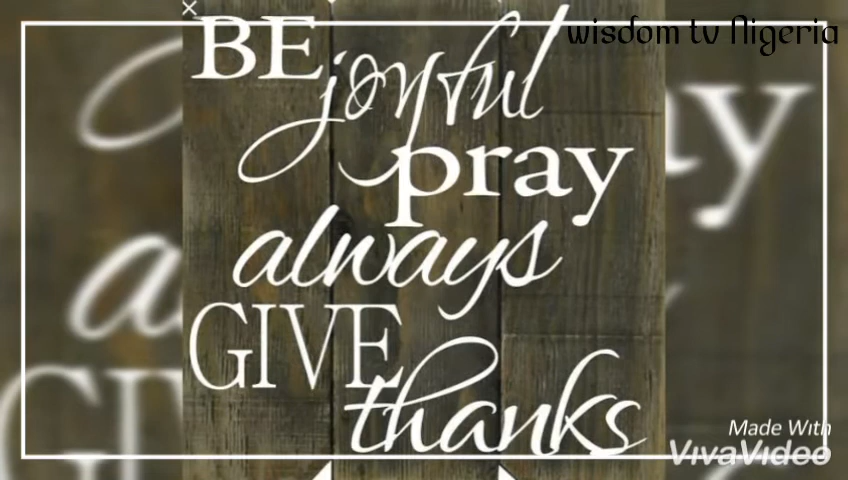 wisdom tv Nigeria
BE joyful
pray
always
GIVE
thanks
Made With
VivaVideo